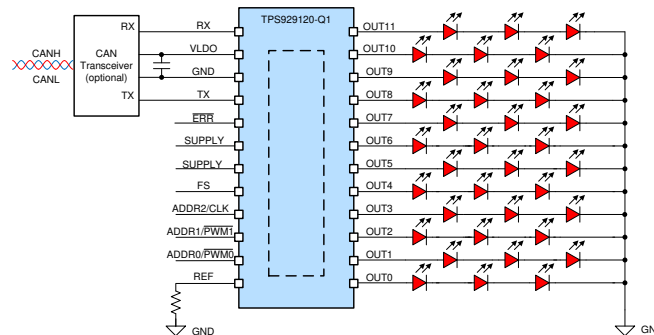 TPS929120-Q1
CANH
CANL
CAN
Transceiver
(optional)
RX
TX
RX
VLDO
GND
TX
ERR
SUPPLY
SUPPLY
FS
ADDR2/CLK
ADDR1/PWM1
ADDR0/PWM0
REF
GND
OUT11
OUT10
OUT9
OUT8
OUT7
OUT6
OUT5
OUT4
OUT3
OUT2
OUT1
OUT0